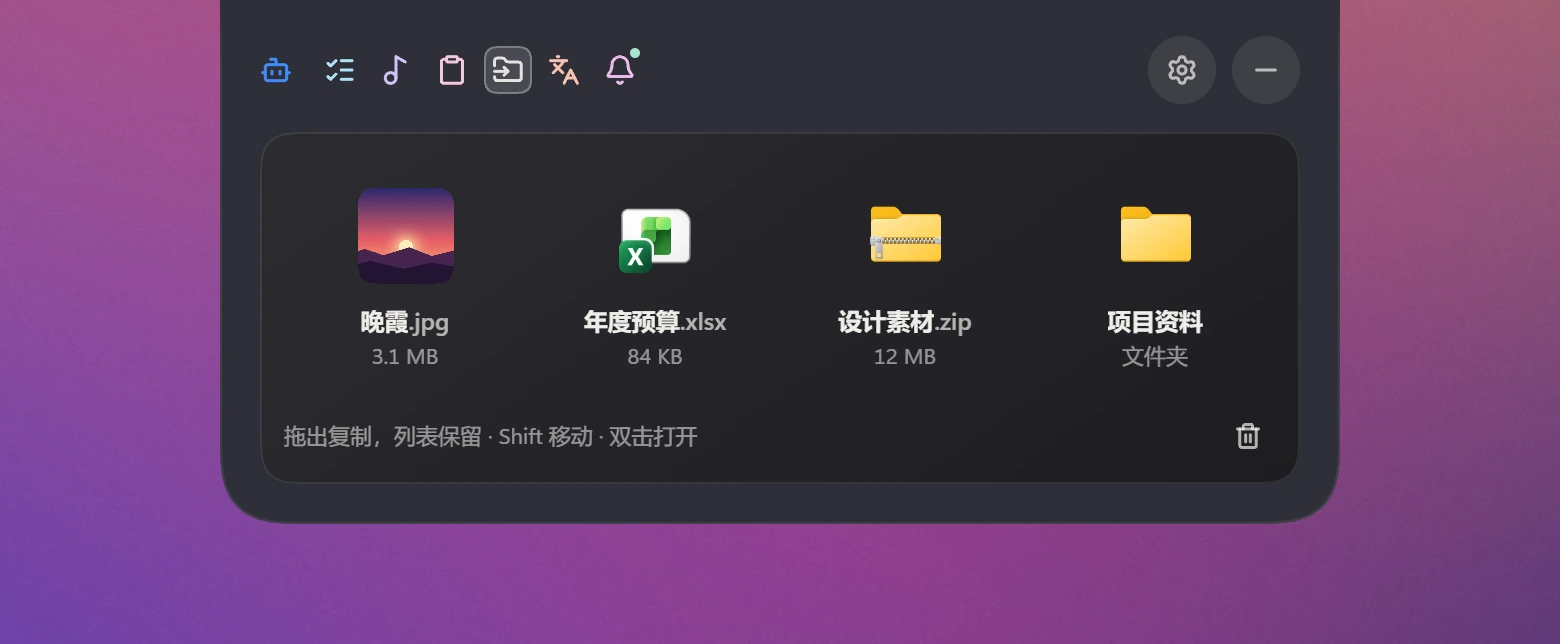 晚霞.jpg
3.1 MB
年度预算.xlsx
84 KB
设计素材.zip
12 MB
项目资料
文件夹
拖出复制，列表保留 · Shift 移动 · 双击打开